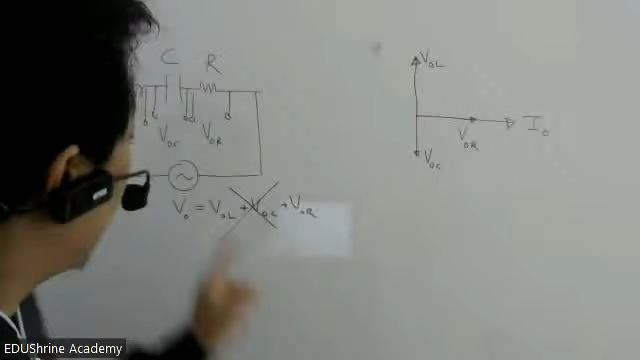 C R
V₀C V₀R
~
V₀ = V₀L + V₀C + V₀R
V₀L
I₀
V₀R
V₀C
EDUShrine Academy